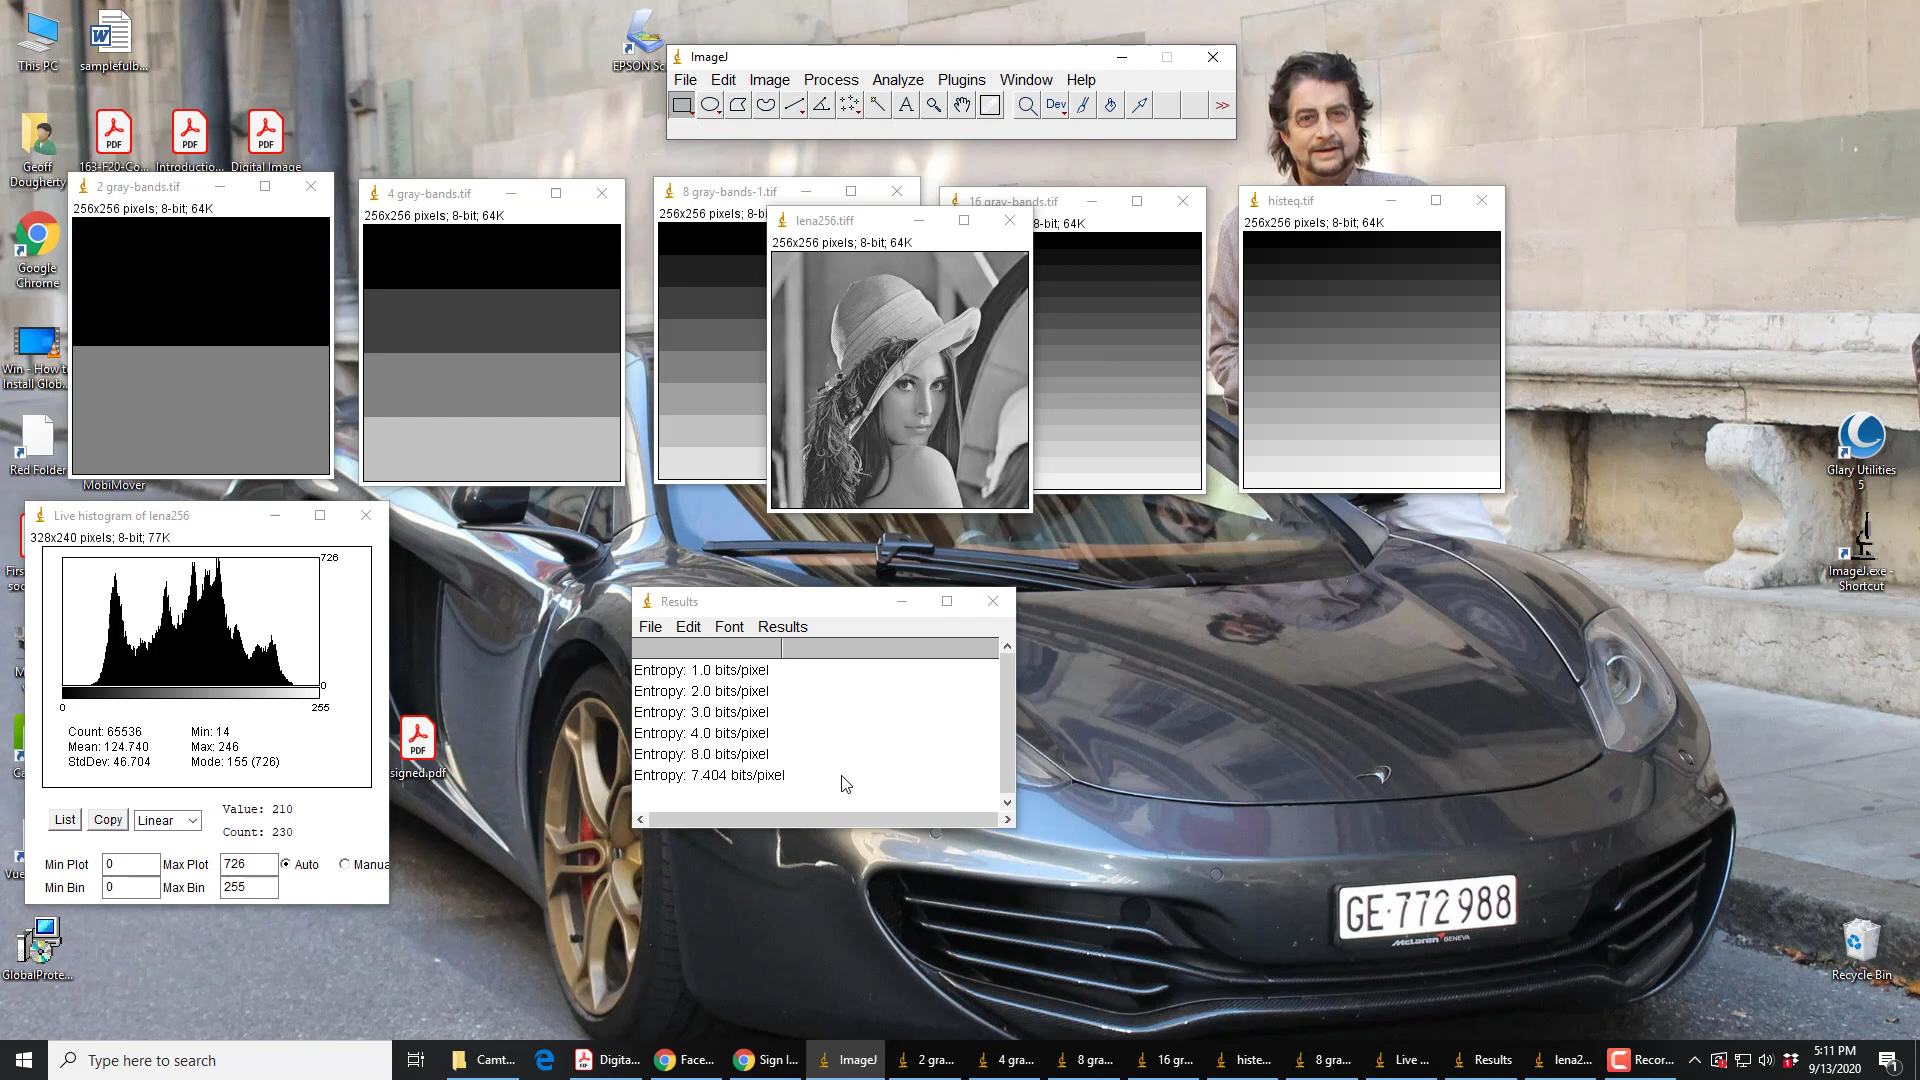 This PC
samplefulb...
EPSON Sc
ImageJ
File Edit Image Process Analyze Plugins Window Help
Dev
>>
PDF
PDF
PDF
Geoff Dougherty
163-F20-Co...
Introductio...
Digital Image
2 gray-bands.tif
256x256 pixels; 8-bit; 64K
4 gray-bands.tif
256x256 pixels; 8-bit; 64K
8 gray-bands-1.tif
256x256 pixels; 8-b
16 gray-bands.tif
8-bit; 64K
lena256.tiff
256x256 pixels; 8-bit; 64K
histeq.tif
256x256 pixels; 8-bit; 64K
Google
Chrome
Win - How to
Install Glob...
Red Folder
MobiMover
Glary Utilities
5
ImageJ.exe -
Shortcut
Live histogram of lena256
328x240 pixels; 8-bit; 77K
726
0
0
255
Count: 65536 Min: 14
Mean: 124.740 Max: 246
StdDev: 46.704 Mode: 155 (726)
List Copy Linear
Value: 210
Count: 230
Min Plot 0 Max Plot 726 Auto Manua
Min Bin 0 Max Bin 255
PDF
signed.pdf
Results
File Edit Font Results
Entropy: 1.0 bits/pixel
Entropy: 2.0 bits/pixel
Entropy: 3.0 bits/pixel
Entropy: 4.0 bits/pixel
Entropy: 8.0 bits/pixel
Entropy: 7.404 bits/pixel
GE·772988
McLaren GENEVA
GlobalProte...
Recycle Bin
Type here to search
Camt...
Digita...
Face...
Sign I...
ImageJ
2 gra...
4 gra...
8 gra...
16 gr...
histe...
8 gra...
Live ...
Results
lena2...
Recor...
5:11 PM
9/13/2020
1